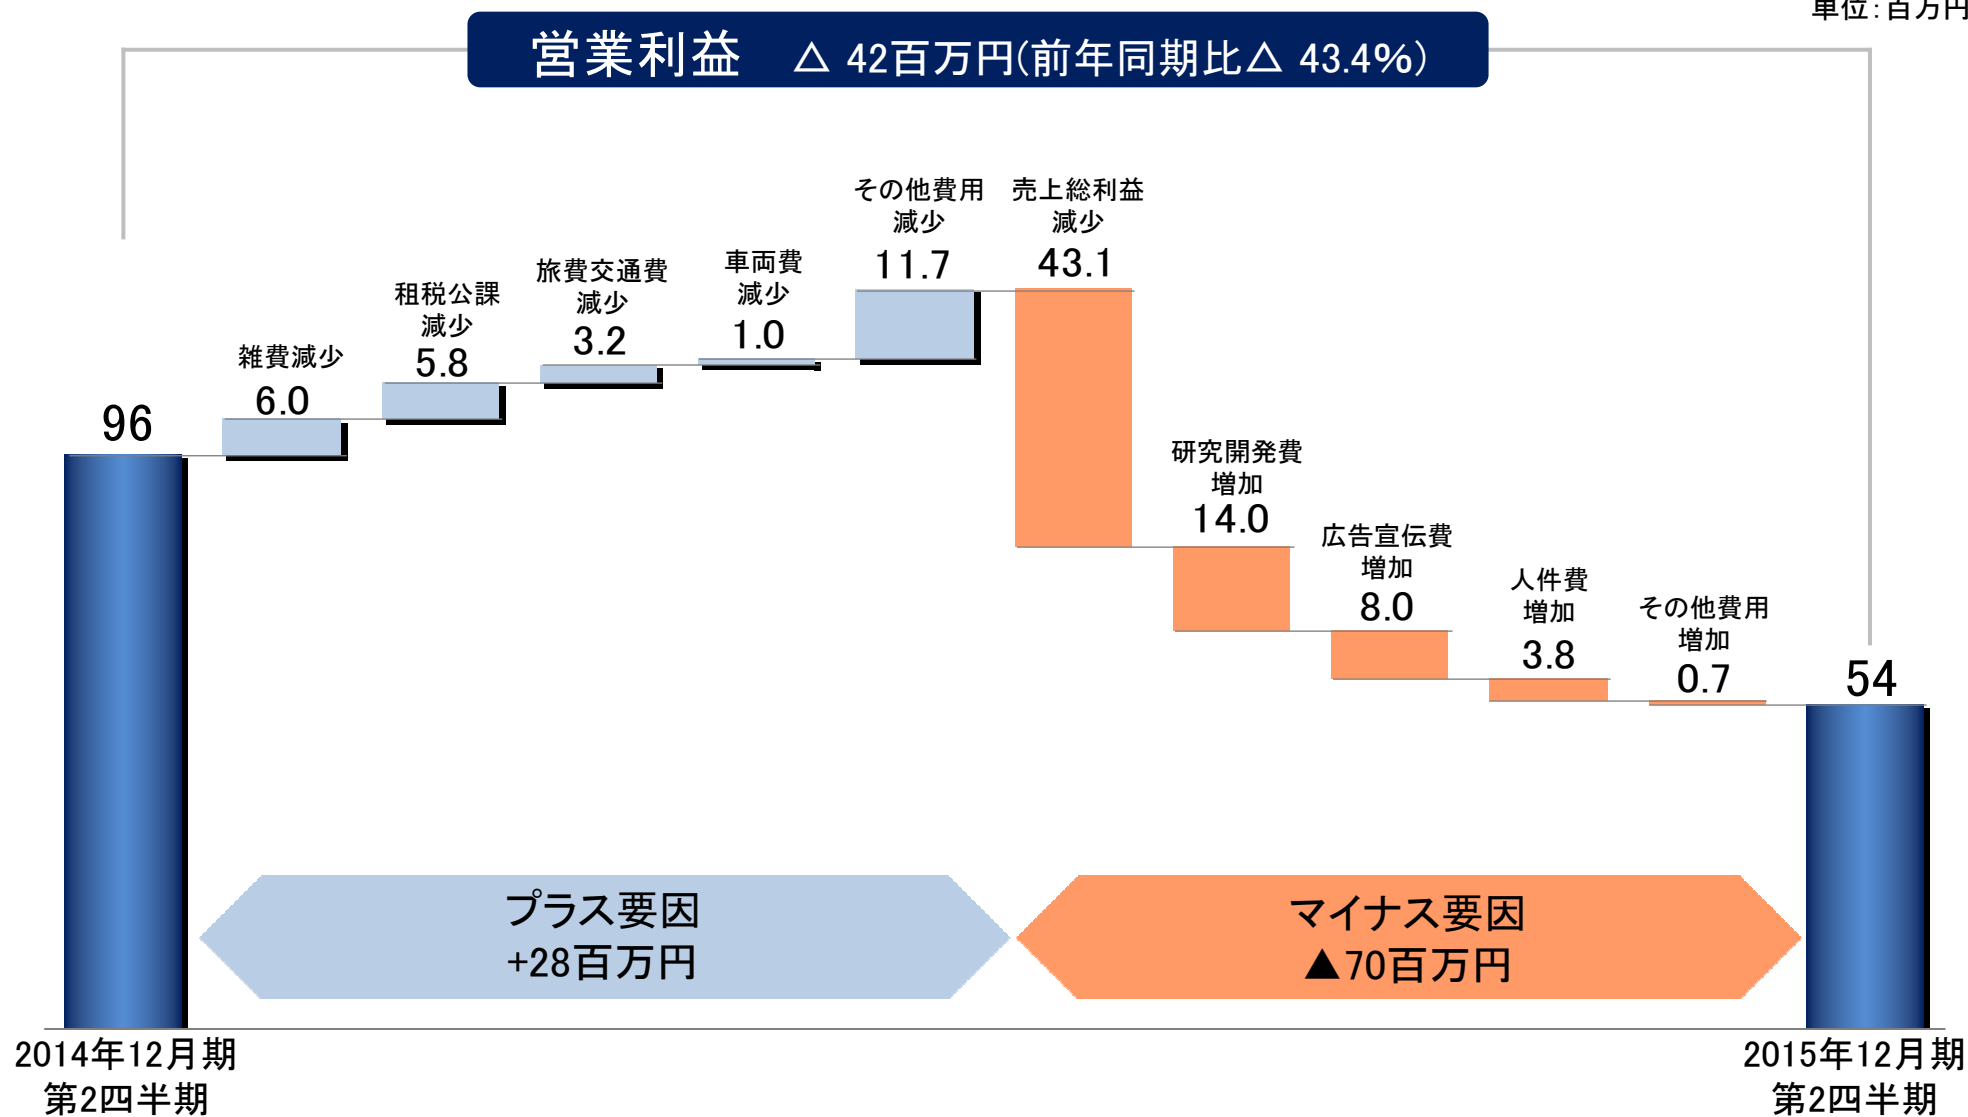 単位：百万円
営業利益 △ 42百万円(前年同期比△ 43.4%)
その他費用
減少
11.7
売上総利益
減少
43.1
旅費交通費
減少
3.2
車両費
減少
1.0
租税公課
減少
5.8
雑費減少
6.0
96
研究開発費
増加
14.0
広告宣伝費
増加
8.0
人件費
増加
3.8
その他費用
増加
0.7
54
プラス要因
+28百万円
マイナス要因
▲70百万円
2014年12月期
第2四半期
2015年12月期
第2四半期